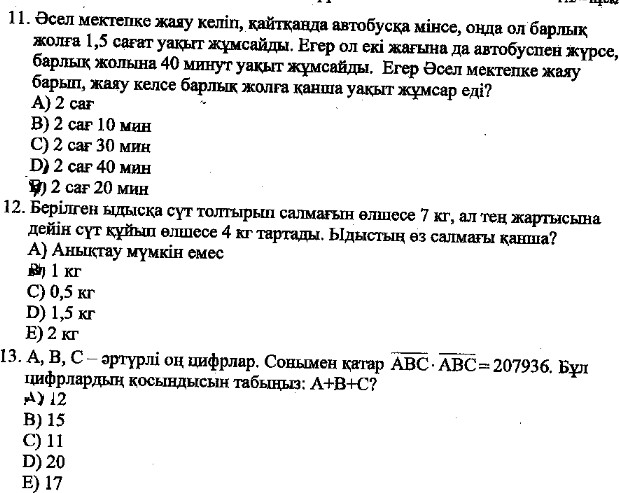 11. Әсел мектепке жаяу келіп, қайтқанда автобусқа мінсе, онда ол барлық
жолға 1,5 сағат уақыт жұмсайды. Егер ол екі жағына да автобуспен жүрсе,
барлық жолына 40 минут уақыт жұмсайды. Егер Әсел мектепке жаяу
барып, жаяу келсе барлық жолға қанша уақыт жұмсар еді?
A) 2 сағ
B) 2 сағ 10 мин
C) 2 сағ 30 мин
D) 2 сағ 40 мин
E) 2 сағ 20 мин
12. Берілген ыдысқа сүт толтырып салмағын өлшесе 7 кг, ал тең жартысына
дейін сүт құйып өлшесе 4 кг тартады. Ыдыстың өз салмағы қанша?
A) Анықтау мүмкін емес
B) 1 кг
C) 0,5 кг
D) 1,5 кг
E) 2 кг
13. A, B, C – әртүрлі оң цифрлар. Сонымен қатар ABC · ABC = 207936. Бұл
цифрлардың қосындысын табыңыз: A+B+C?
A) 12
B) 15
C) 11
D) 20
E) 17